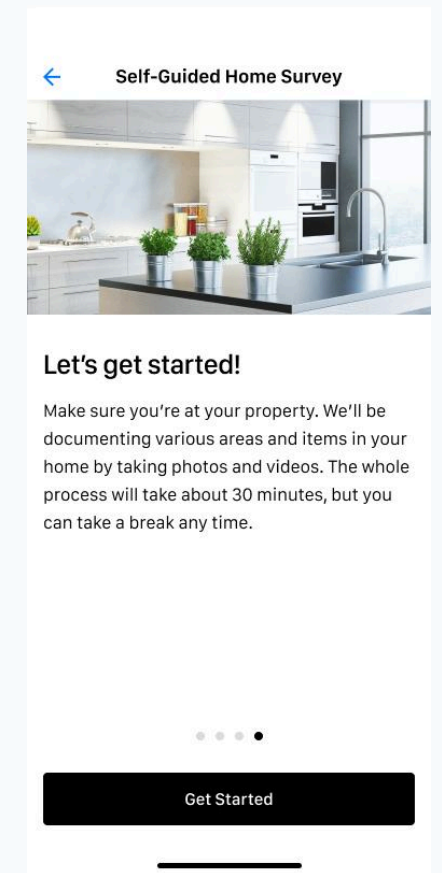 Self-Guided Home Survey
Let's get started!
Make sure you're at your property. We'll be
documenting various areas and items in your
home by taking photos and videos. The whole
process will take about 30 minutes, but you
can take a break any time.
Get Started